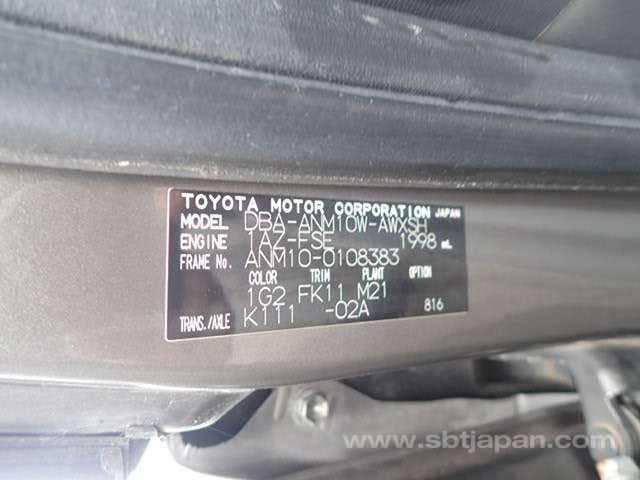 TOYOTA MOTOR CORPORATION JAPAN
MODEL DBA-ANM10W-AWXSH
ENGINE 1AZ-FSE 1998 mL
FRAME No. ANM10-0108383
COLOR TRIM PLANT OPTION
1G2 FK11 M21
TRANS./AXLE K111 -02A 816
www.sbtjapan.com